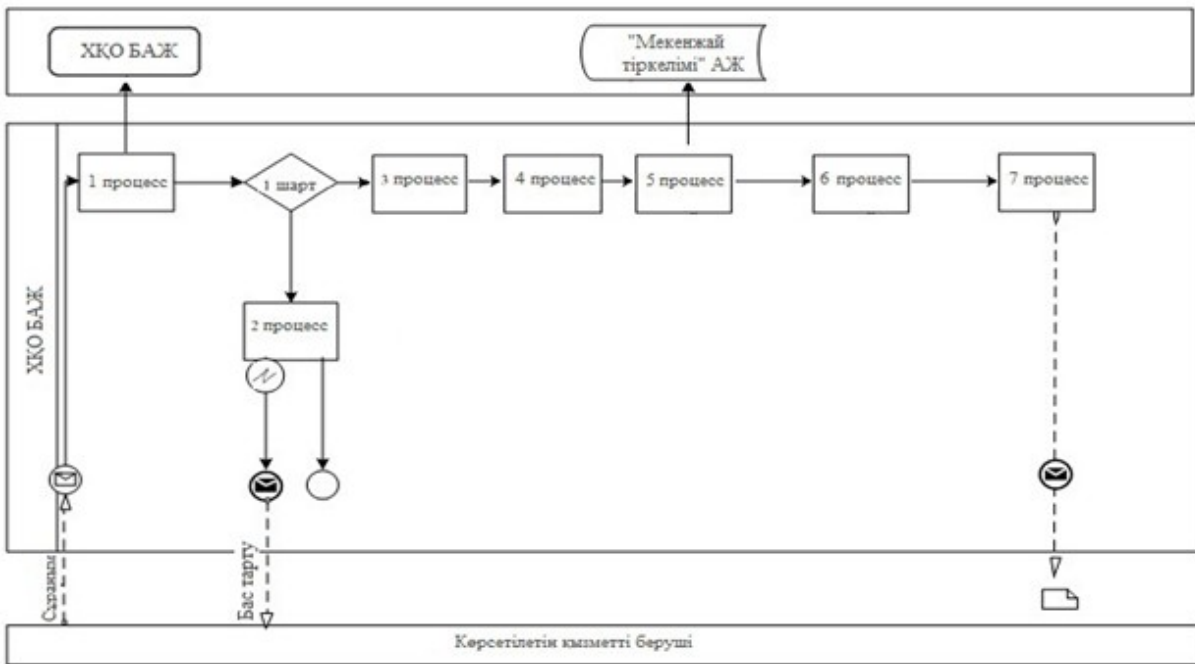 ХҚО БАЖ
"Мекенжай
тіркелімі" АЖ
1 процесс
1 шарт
3 процесс
4 процесс
5 процесс
6 процесс
7 процесс
2 процесс
ХҚО БАЖ
Сұраным
Бас тарту
Көрсетілетін қызметті беруші